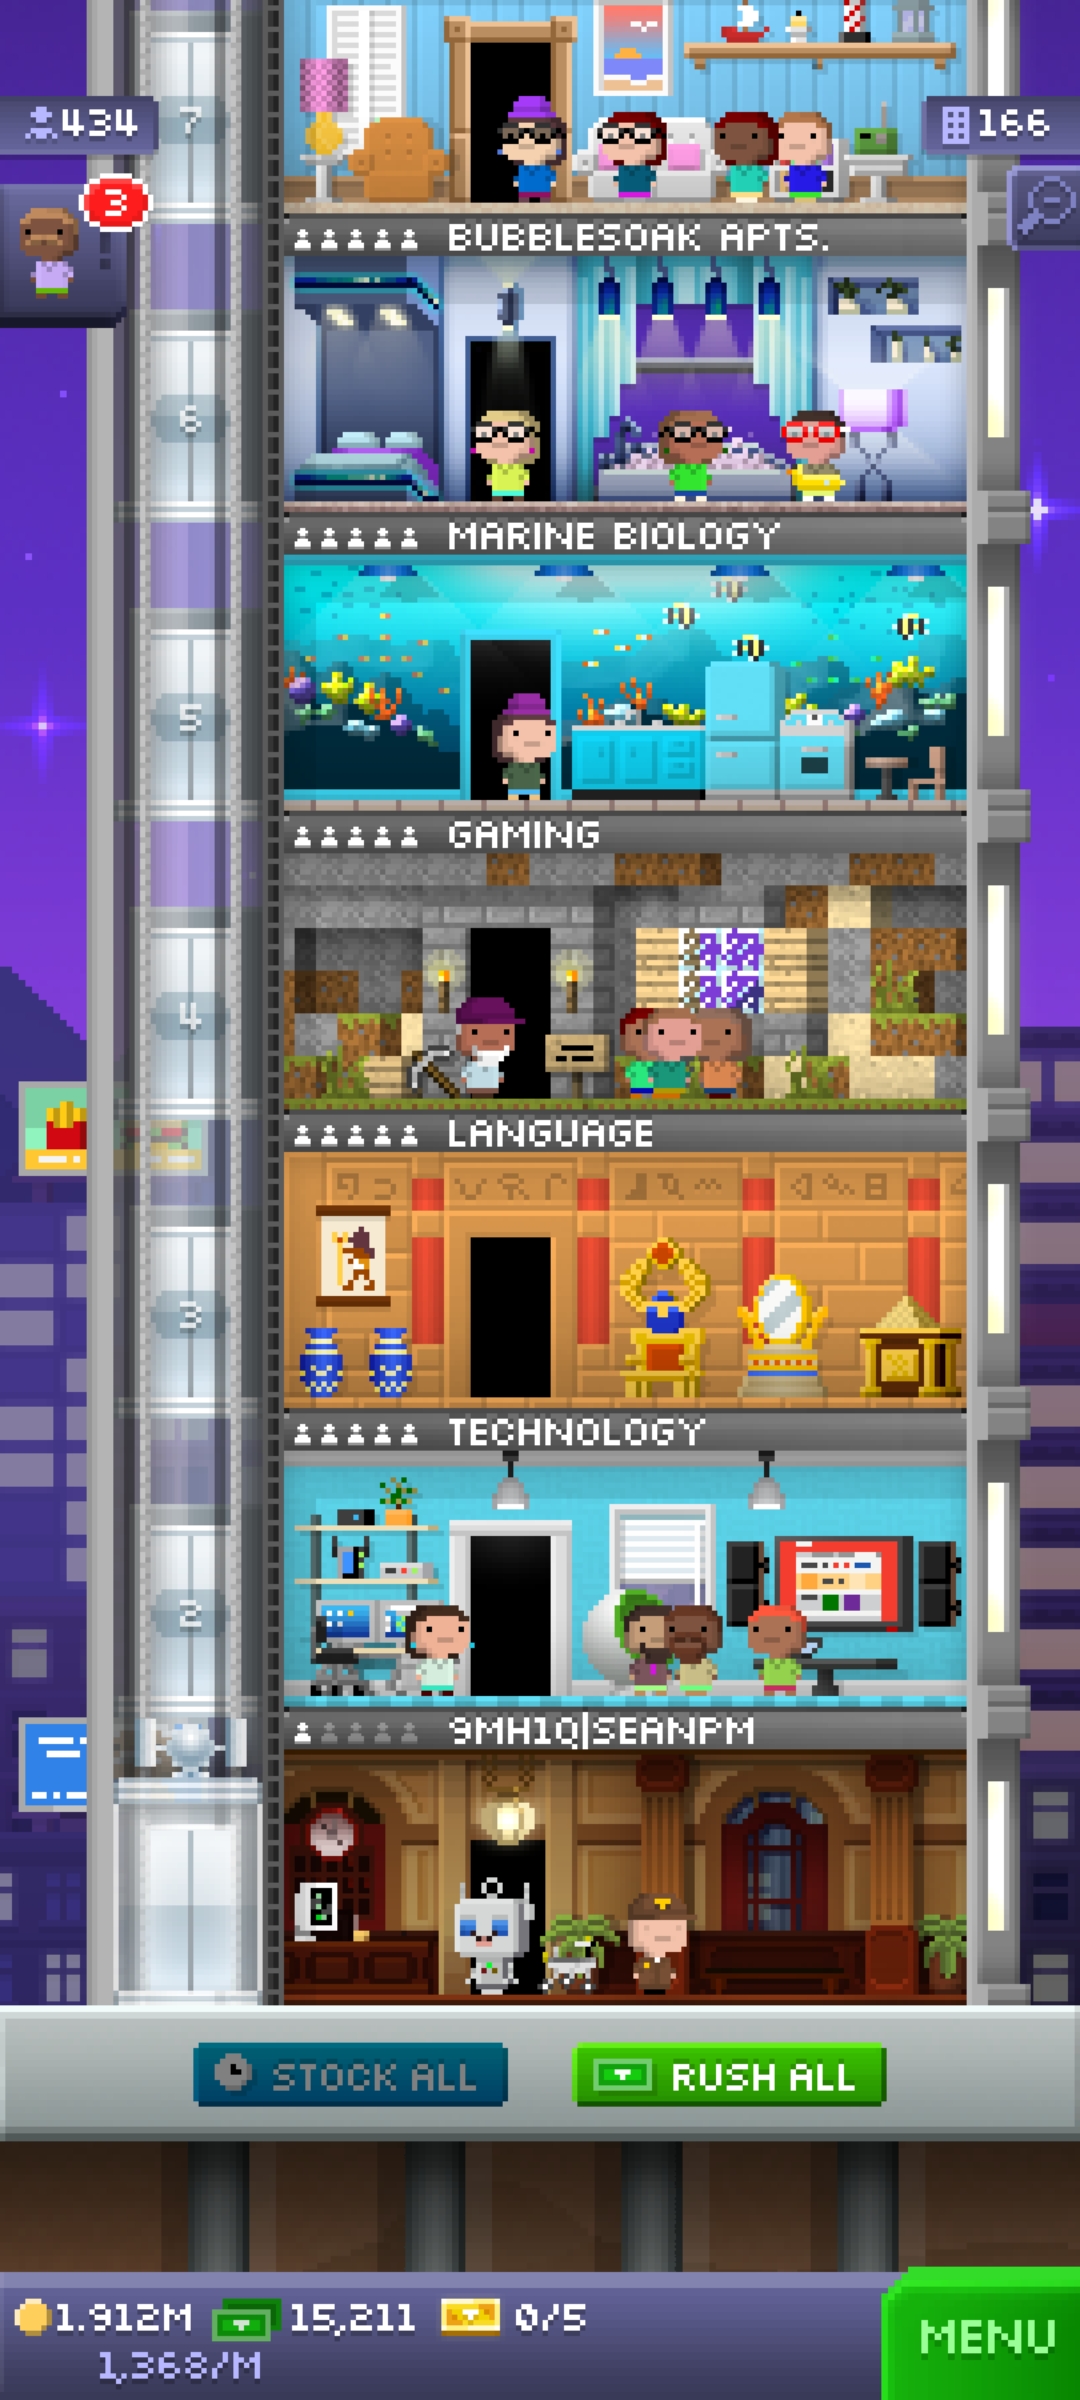 434
7
166
3
BUBBLESOAK APTS.
6
MARINE BIOLOGY
5
GAMING
4
LANGUAGE
3
TECHNOLOGY
2
9MH1Q|SEANPM
STOCK ALL
RUSH ALL
1.912M
15,211
0/5
1,368/M
MENU